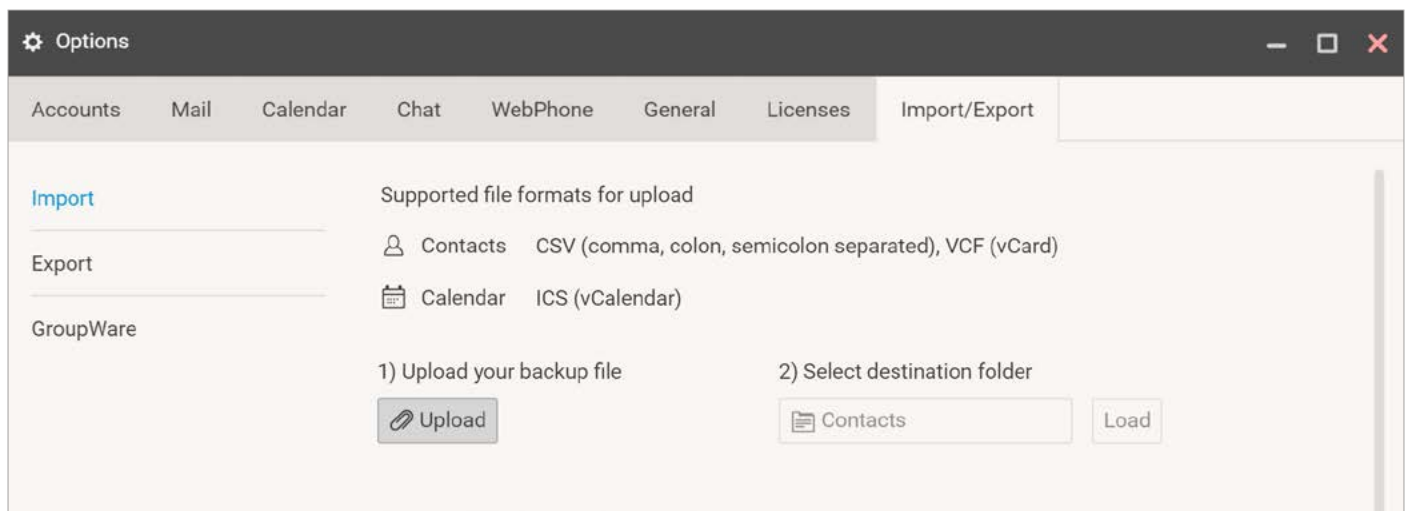 Options
Accounts Mail Calendar Chat WebPhone General Licenses Import/Export
Import
Export
GroupWare
Supported file formats for upload
Contacts CSV (comma, colon, semicolon separated), VCF (vCard)
Calendar ICS (vCalendar)
1) Upload your backup file
Upload
2) Select destination folder
Contacts Load